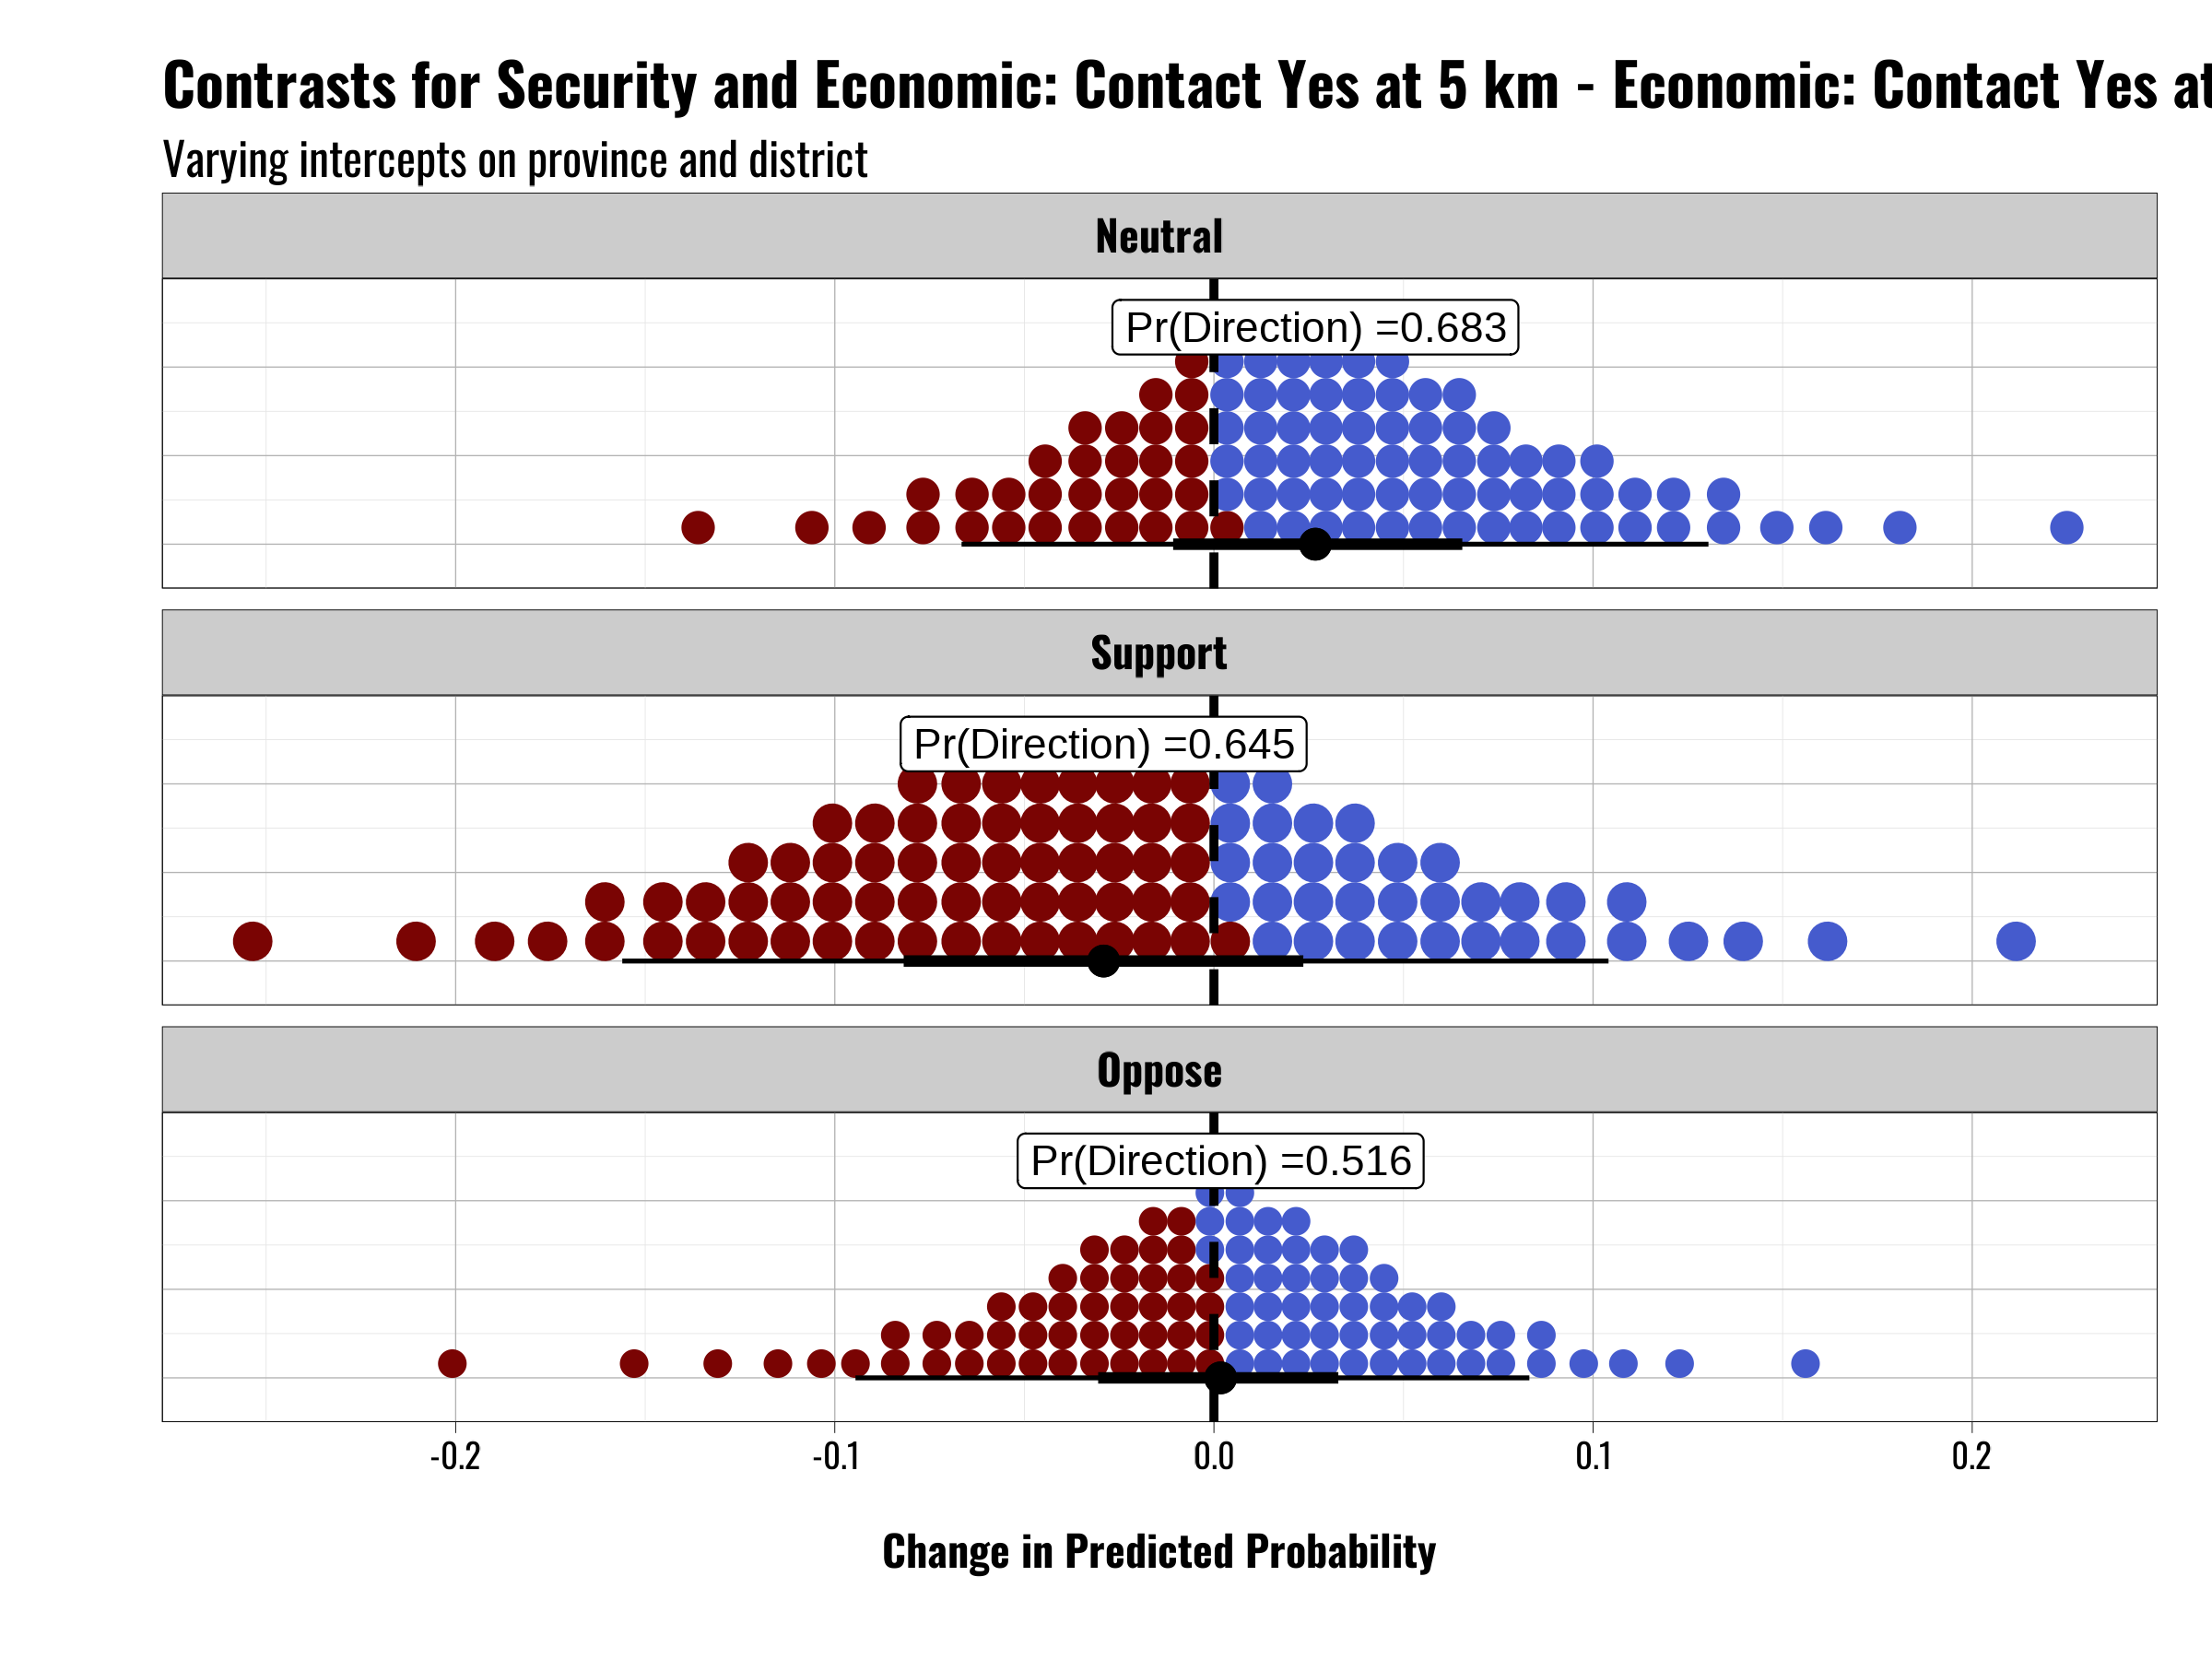 Contrasts for Security and Economic: Contact Yes at 5 km - Economic: Contact Yes at
Varying intercepts on province and district
Neutral
Pr(Direction) =0.683
Support
Pr(Direction) =0.645
Oppose
Pr(Direction) =0.516
-0.2 -0.1 0.0 0.1 0.2
Change in Predicted Probability